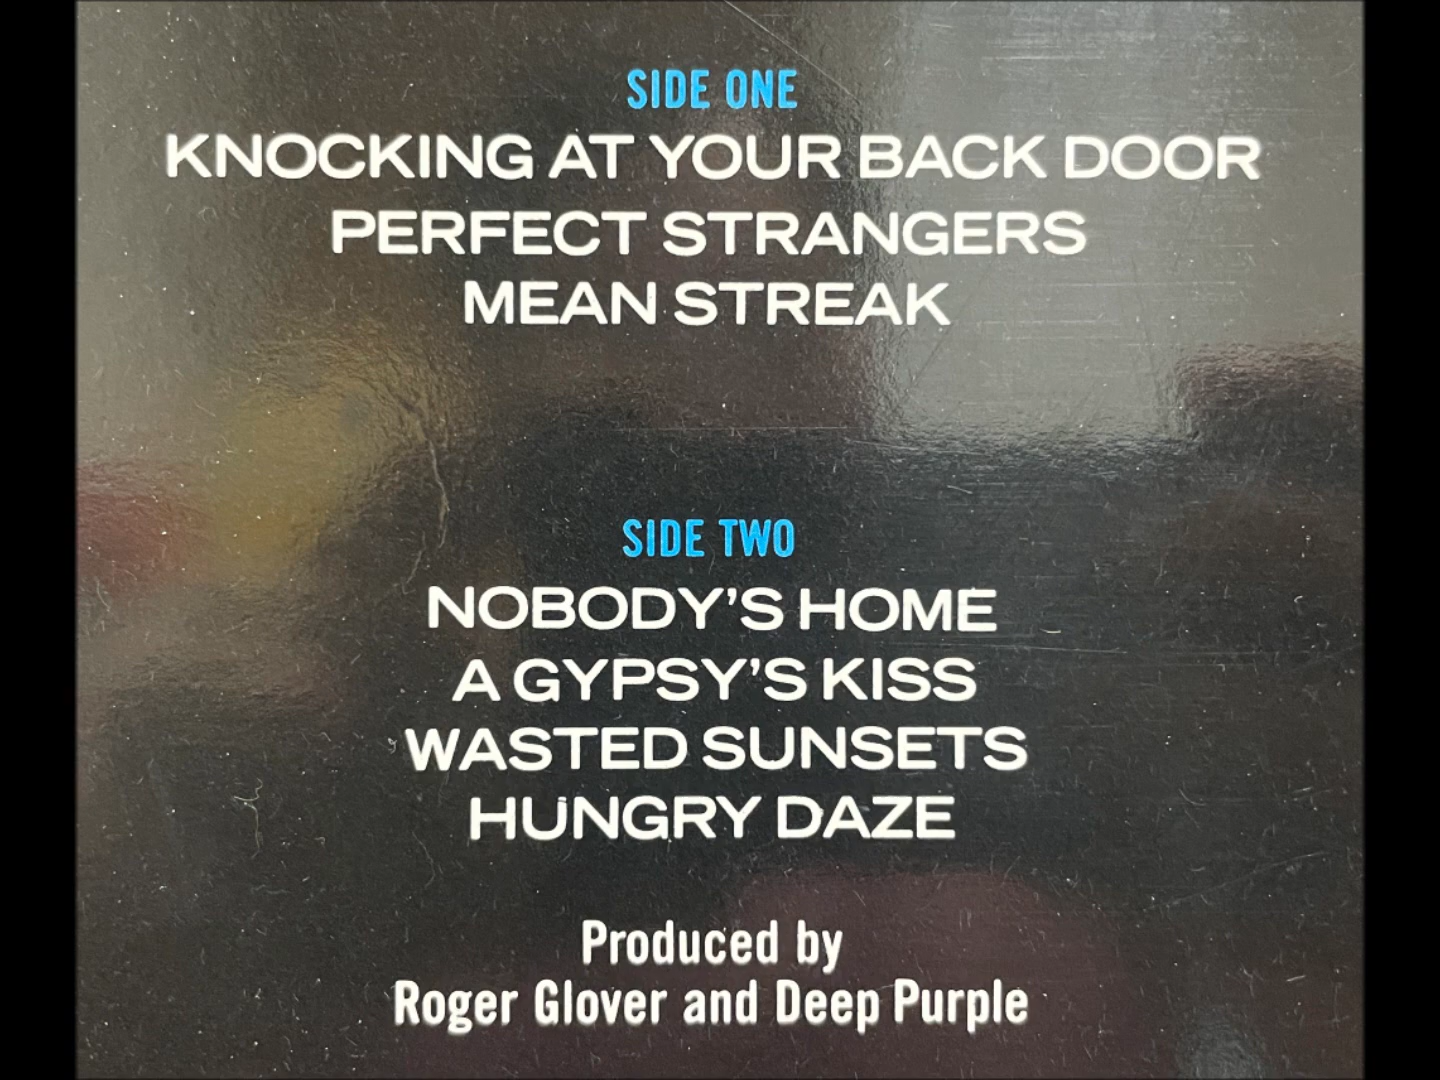 SIDE ONE
KNOCKING AT YOUR BACK DOOR
PERFECT STRANGERS
MEAN STREAK
SIDE TWO
NOBODY’S HOME
A GYPSY’S KISS
WASTED SUNSETS
HUNGRY DAZE
Produced by
Roger Glover and Deep Purple